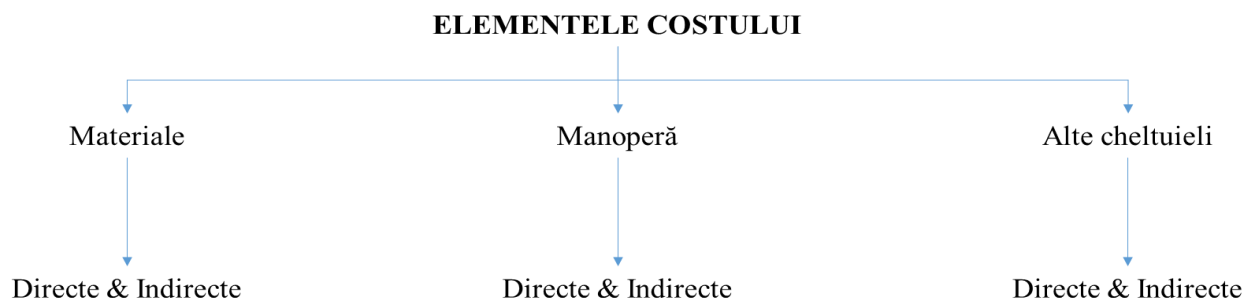 ELEMENTELE COSTULUI
Materiale
Manoperă
Alte cheltuieli
Directe & Indirecte
Directe & Indirecte
Directe & Indirecte